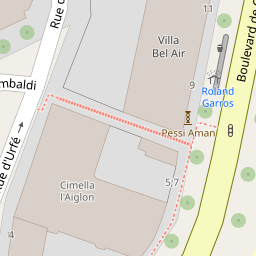 11
Rue
Villa
Bel Air
Boulevard de
mbaldi
9
Roland
Garros
Pessi Aman
ue d'Urfé
Cimella
l'Aiglon
5;7
4